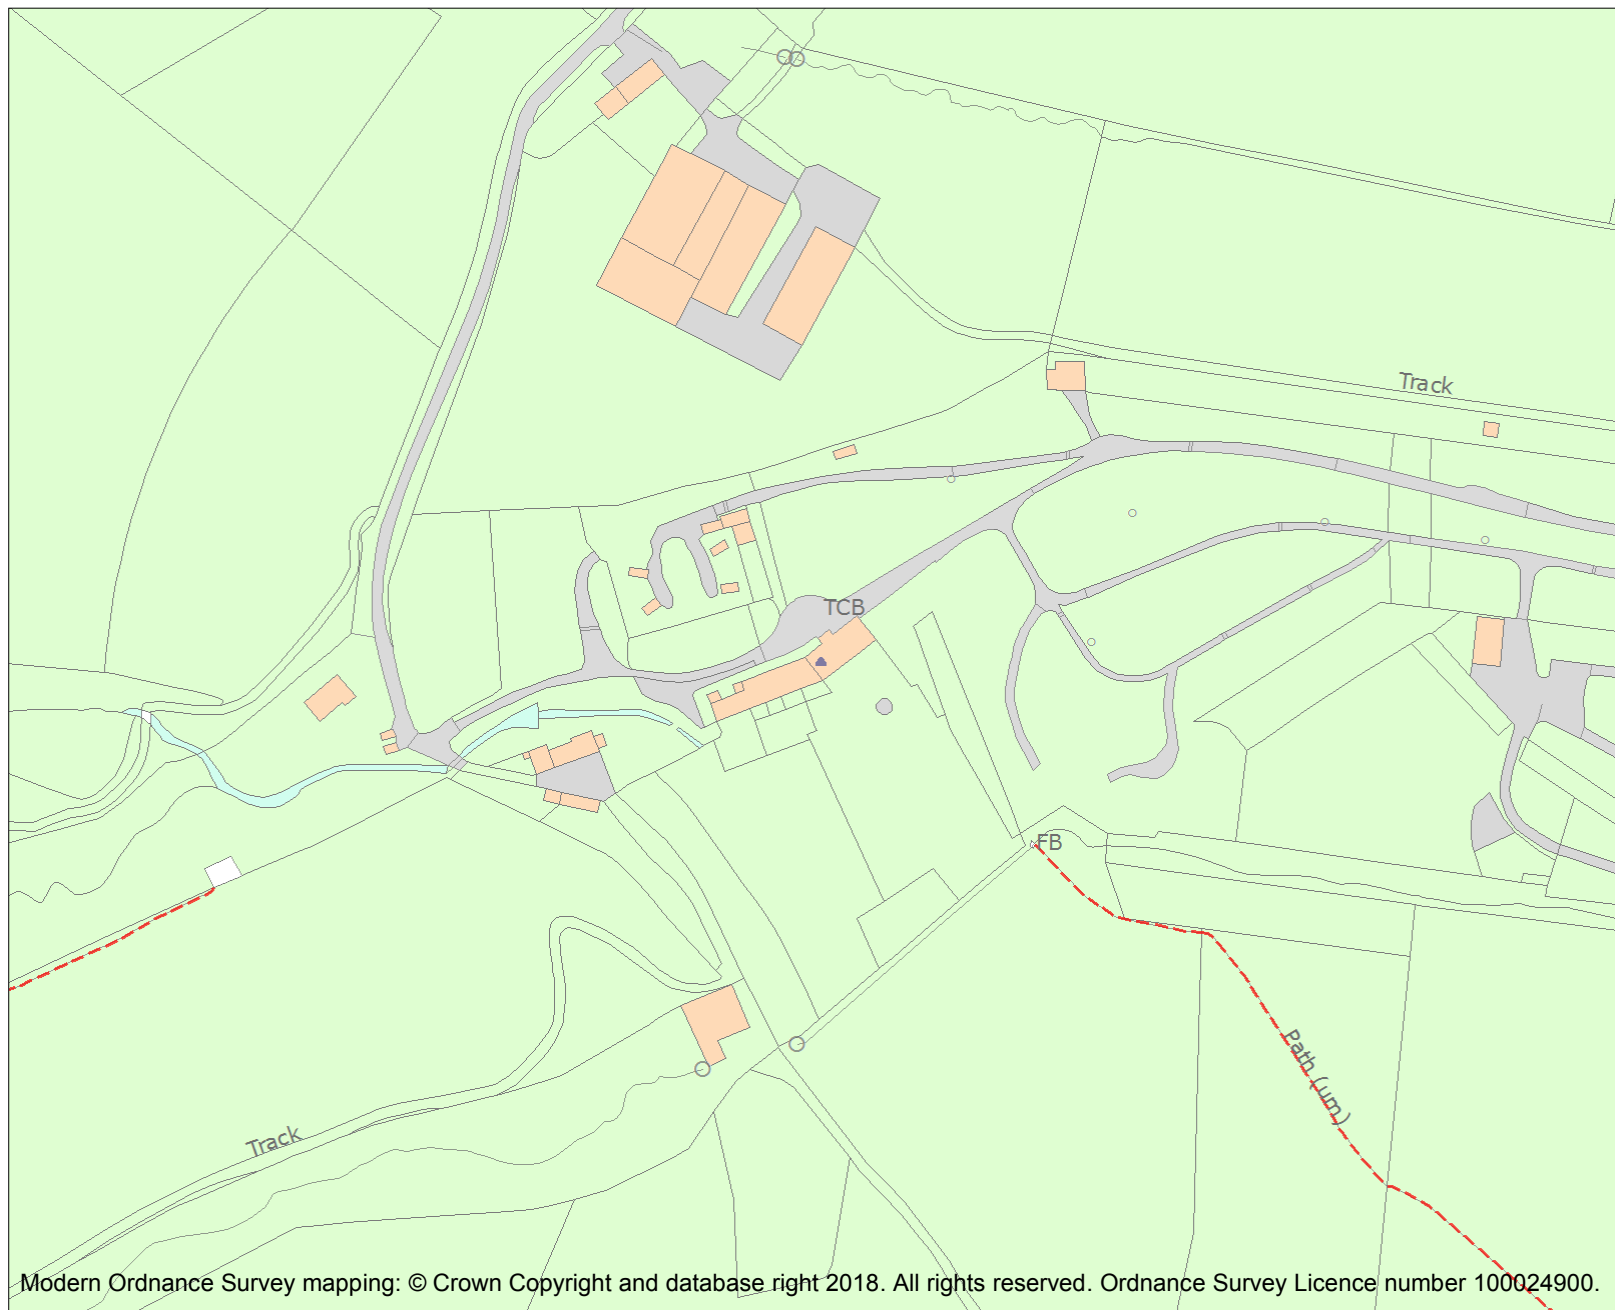 Track
TCB
FB
Path (um)
Track
Modern Ordnance Survey mapping: © Crown Copyright and database right 2018. All rights reserved. Ordnance Survey Licence number 100024900.